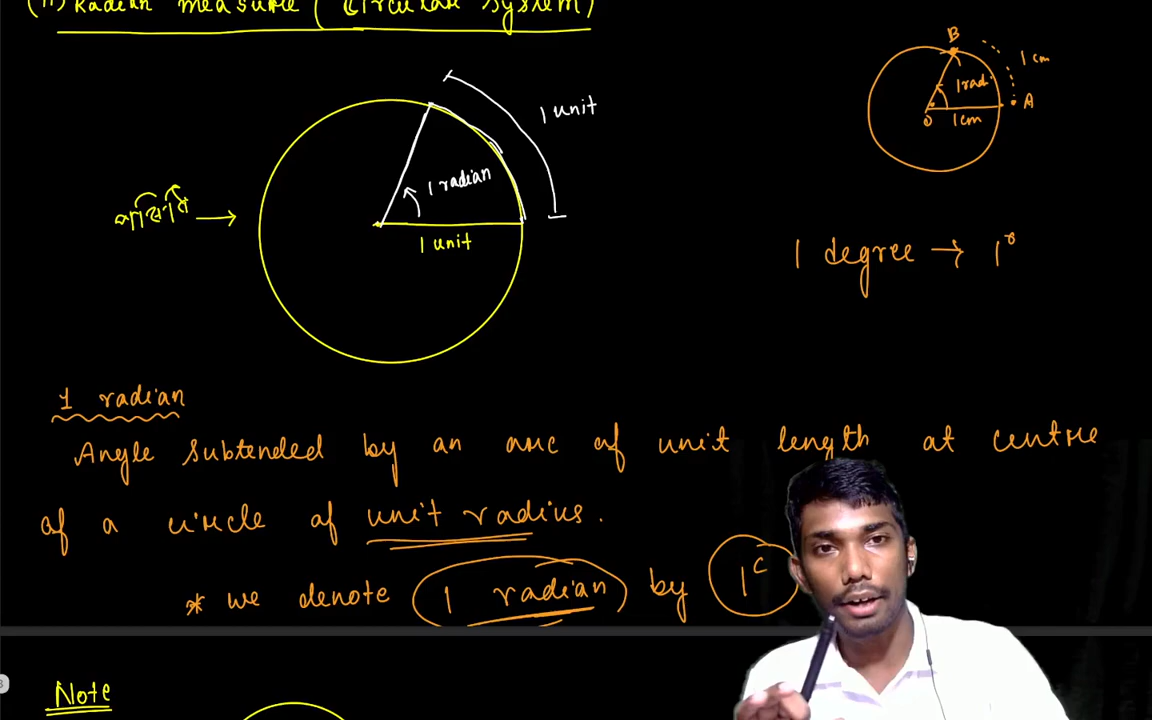 (ii) Radian measure (Circular system)
1 unit
1 radian
1 unit
B
1 cm
1 rad
A
O
1cm
1 degree → 1°
1 radian
Angle subtended by an arc of unit length at centre
of a circle of unit radius.
* we denote 1 radian by 1ᶜ
Note